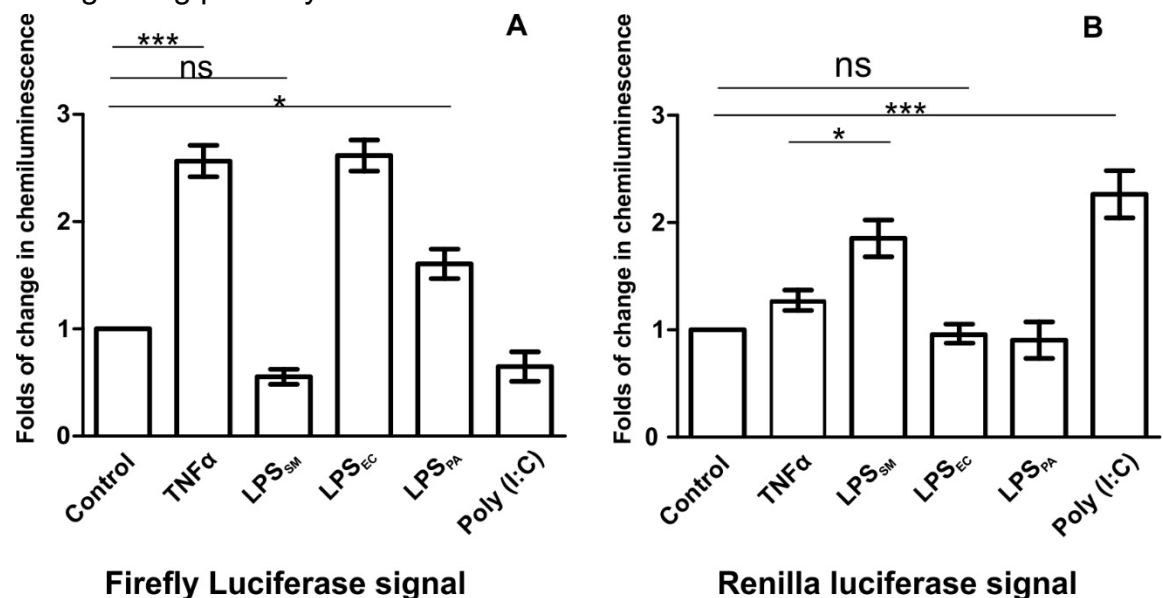 A
***
ns
*
Folds of change in chemiluminescence
3
2
1
0
Control
TNFα
LPSSM
LPSEC
LPSPA
Poly (I:C)
Firefly Luciferase signal
B
ns
***
*
Folds of change in chemiluminescence
3
2
1
0
Control
TNFα
LPSSM
LPSEC
LPSPA
Poly (I:C)
Renilla luciferase signal